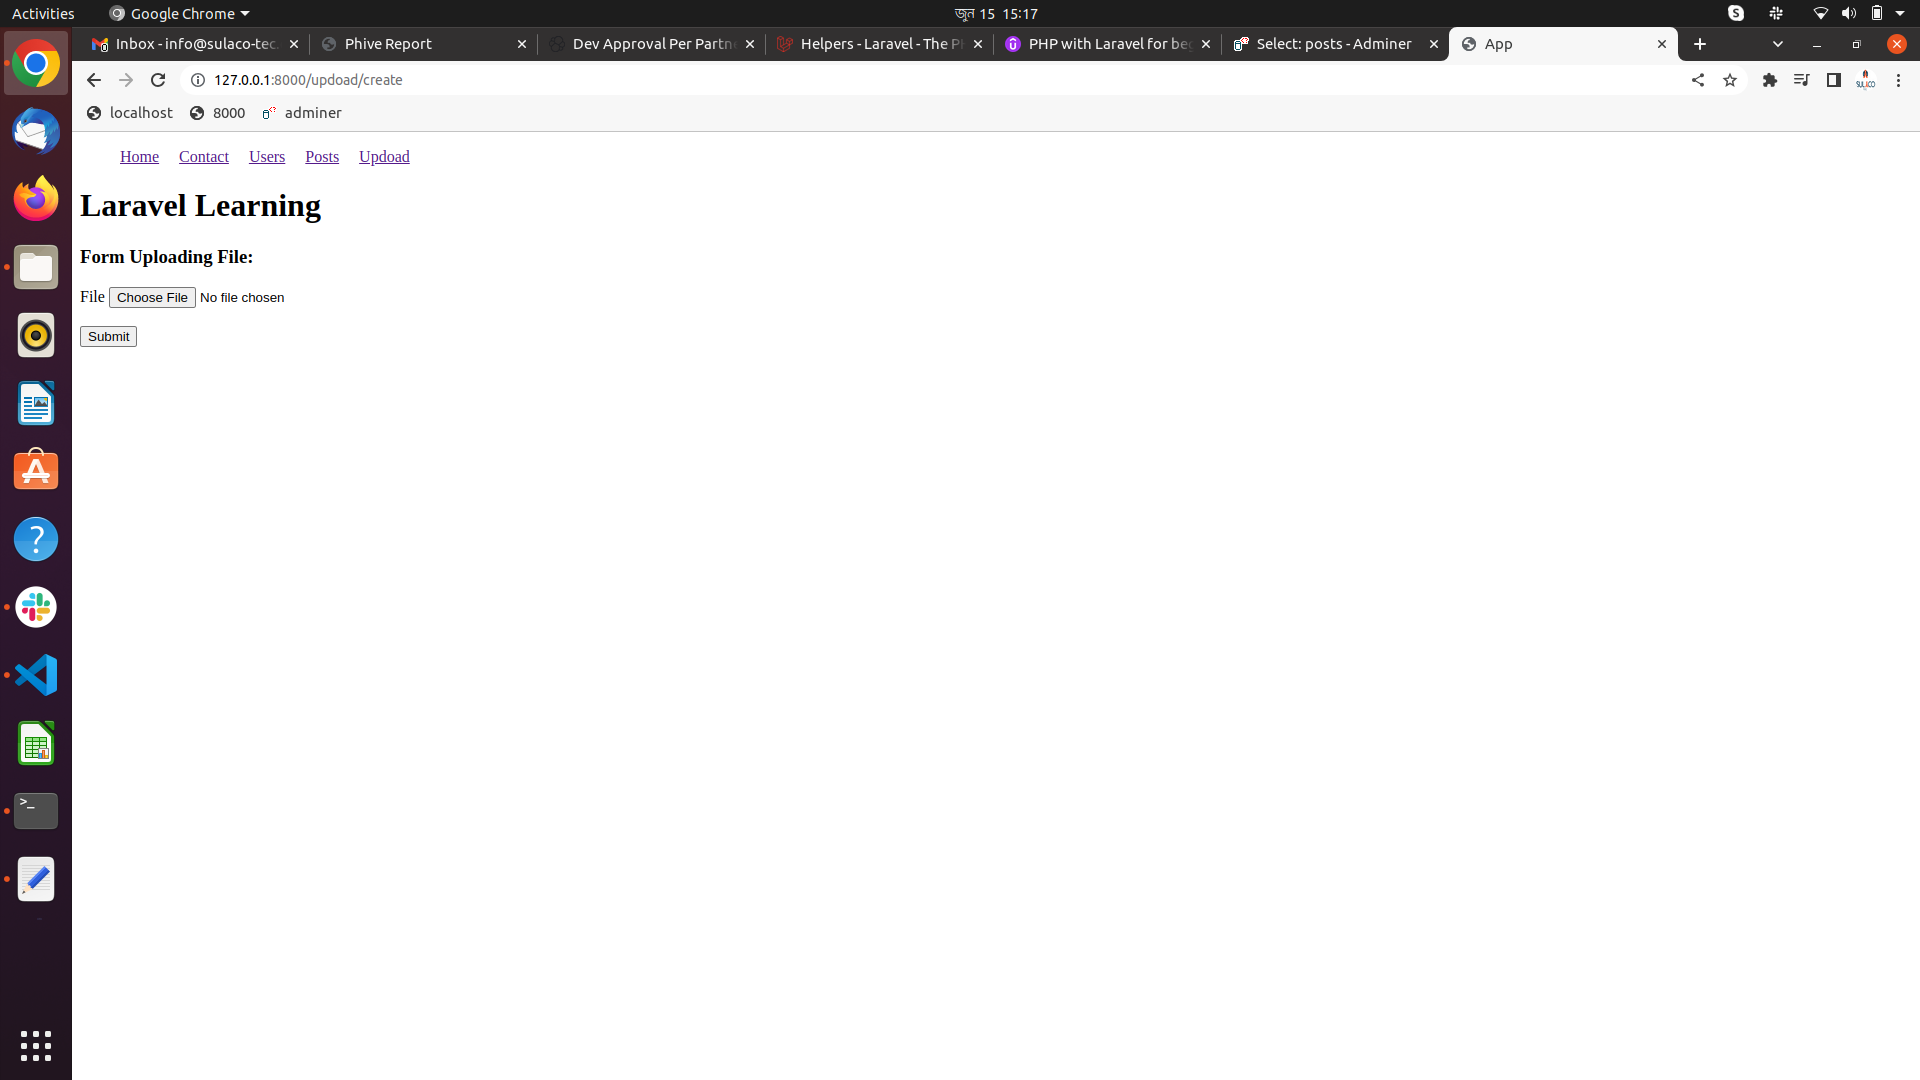 Activities Google Chrome জুন 15 15:17
Inbox - info@sulaco-tec Phive Report Dev Approval Per Partne Helpers - Laravel - The P PHP with Laravel for beg Select: posts - Adminer App
127.0.0.1:8000/updoad/create
localhost 8000 adminer
Home Contact Users Posts Updoad
Laravel Learning
Form Uploading File:
File Choose File No file chosen
Submit